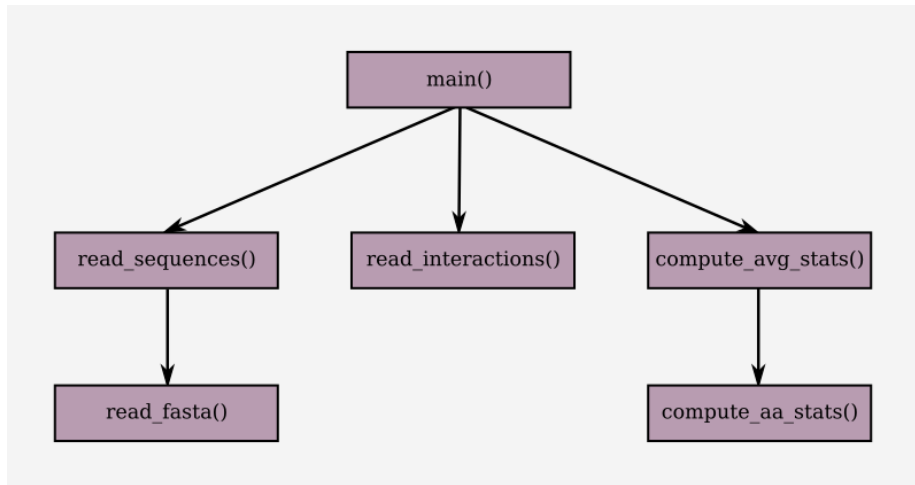 main()
read_sequences()
read_interactions()
compute_avg_stats()
read_fasta()
compute_aa_stats()